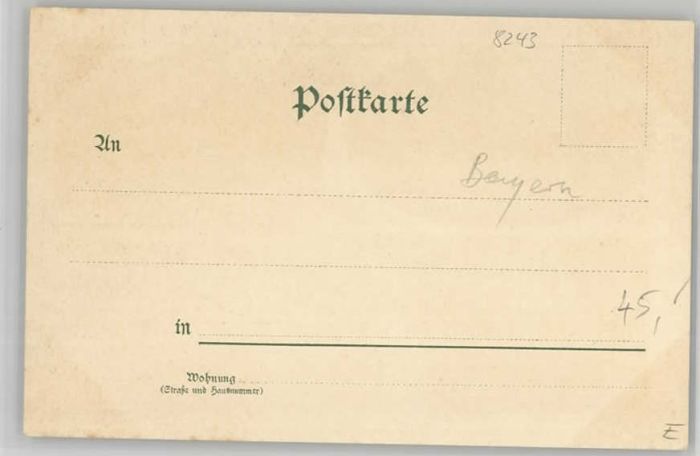 8243
Postkarte
An
Bayern
45,-
in
Wohnung
(Straße und Hausnummer)
E